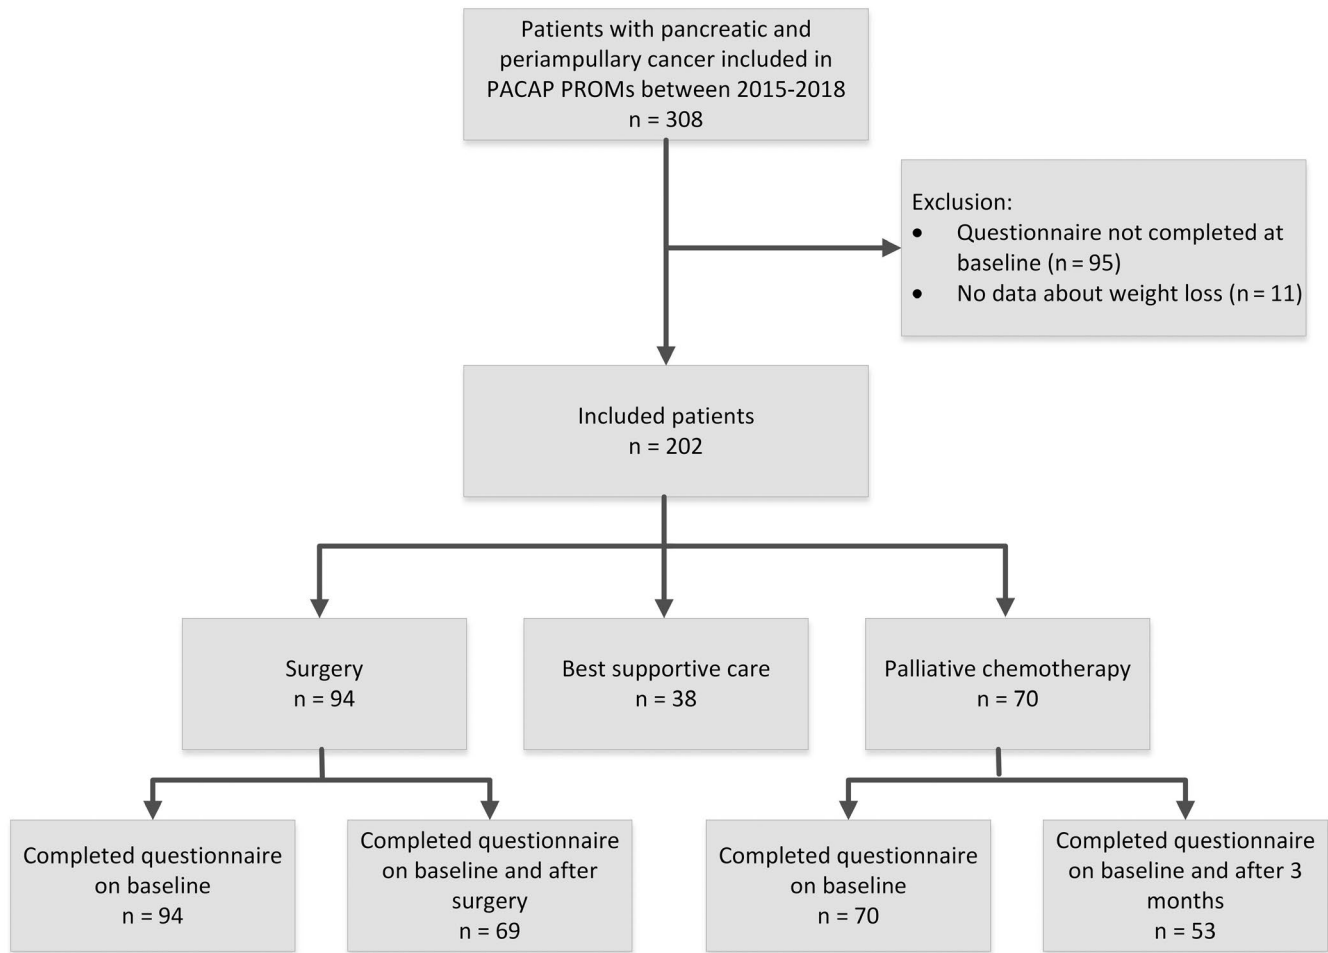 Patients with pancreatic and
periampullary cancer included in
PACAP PROMs between 2015-2018
n = 308
Exclusion:
• Questionnaire not completed at
baseline (n = 95)
• No data about weight loss (n = 11)
Included patients
n = 202
Surgery
n = 94
Best supportive care
n = 38
Palliative chemotherapy
n = 70
Completed questionnaire
on baseline
n = 94
Completed questionnaire
on baseline and after
surgery
n = 69
Completed questionnaire
on baseline
n = 70
Completed questionnaire
on baseline and after 3
months
n = 53